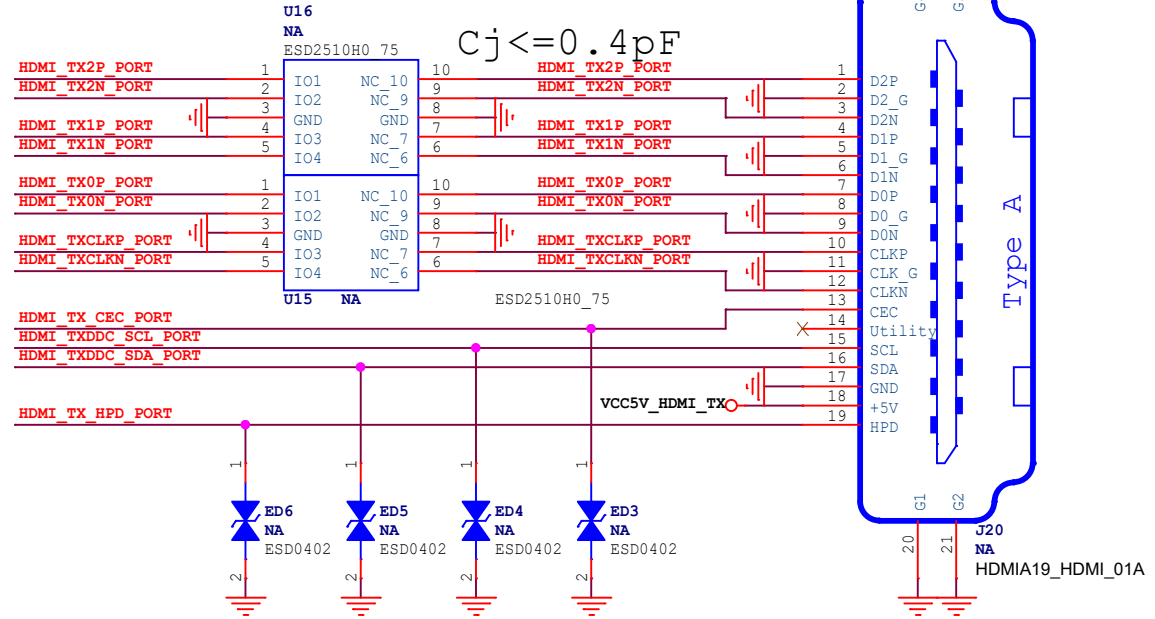 U16
NA
ESD2510H0_75
Cj<=0.4pF
G3
HDMI_TX2P_PORT 1 IO1 NC_10 10 HDMI_TX2P_PORT 1 D2P
HDMI_TX2N_PORT 2 IO2 NC_9 9 HDMI_TX2N_PORT 2 D2_G
3 GND GND 8 3 D2N
HDMI_TX1P_PORT 4 IO3 NC_7 7 HDMI_TX1P_PORT 4 D1P
HDMI_TX1N_PORT 5 IO4 NC_6 6 HDMI_TX1N_PORT 5 D1_G
6 D1N
HDMI_TX0P_PORT 1 IO1 NC_10 10 HDMI_TX0P_PORT 7 D0P
HDMI_TX0N_PORT 2 IO2 NC_9 9 HDMI_TX0N_PORT 8 D0_G
3 GND GND 8 9 D0N
HDMI_TXCLKP_PORT 4 IO3 NC_7 7 HDMI_TXCLKP_PORT 10 CLKP
HDMI_TXCLKN_PORT 5 IO4 NC_6 6 HDMI_TXCLKN_PORT 11 CLK_G
12 CLKN
U15 NA ESD2510H0_75
Type A
HDMI_TX_CEC_PORT 13 CEC
14 Utility
HDMI_TXDDC_SCL_PORT 15 SCL
HDMI_TXDDC_SDA_PORT 16 SDA
17 GND
VCC5V_HDMI_TX 18 +5V
HDMI_TX_HPD_PORT 19 HPD
1 1 1 1
G1 G2
ED6 ED5 ED4 ED3
NA NA NA NA
ESD0402 ESD0402 ESD0402 ESD0402
2 2 2 2
20 21
J20
NA
HDMIA19_HDMI_01A